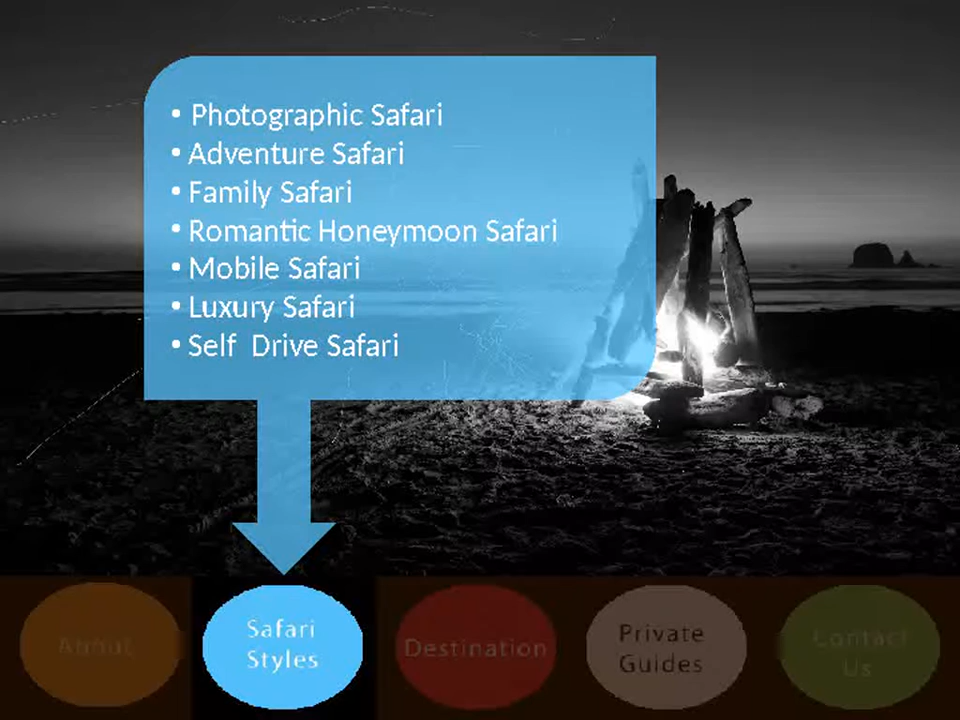 • Photographic Safari
• Adventure Safari
• Family Safari
• Romantic Honeymoon Safari
• Mobile Safari
• Luxury Safari
• Self  Drive Safari
About
Safari
Styles
Destination
Private
Guides
Contact
Us